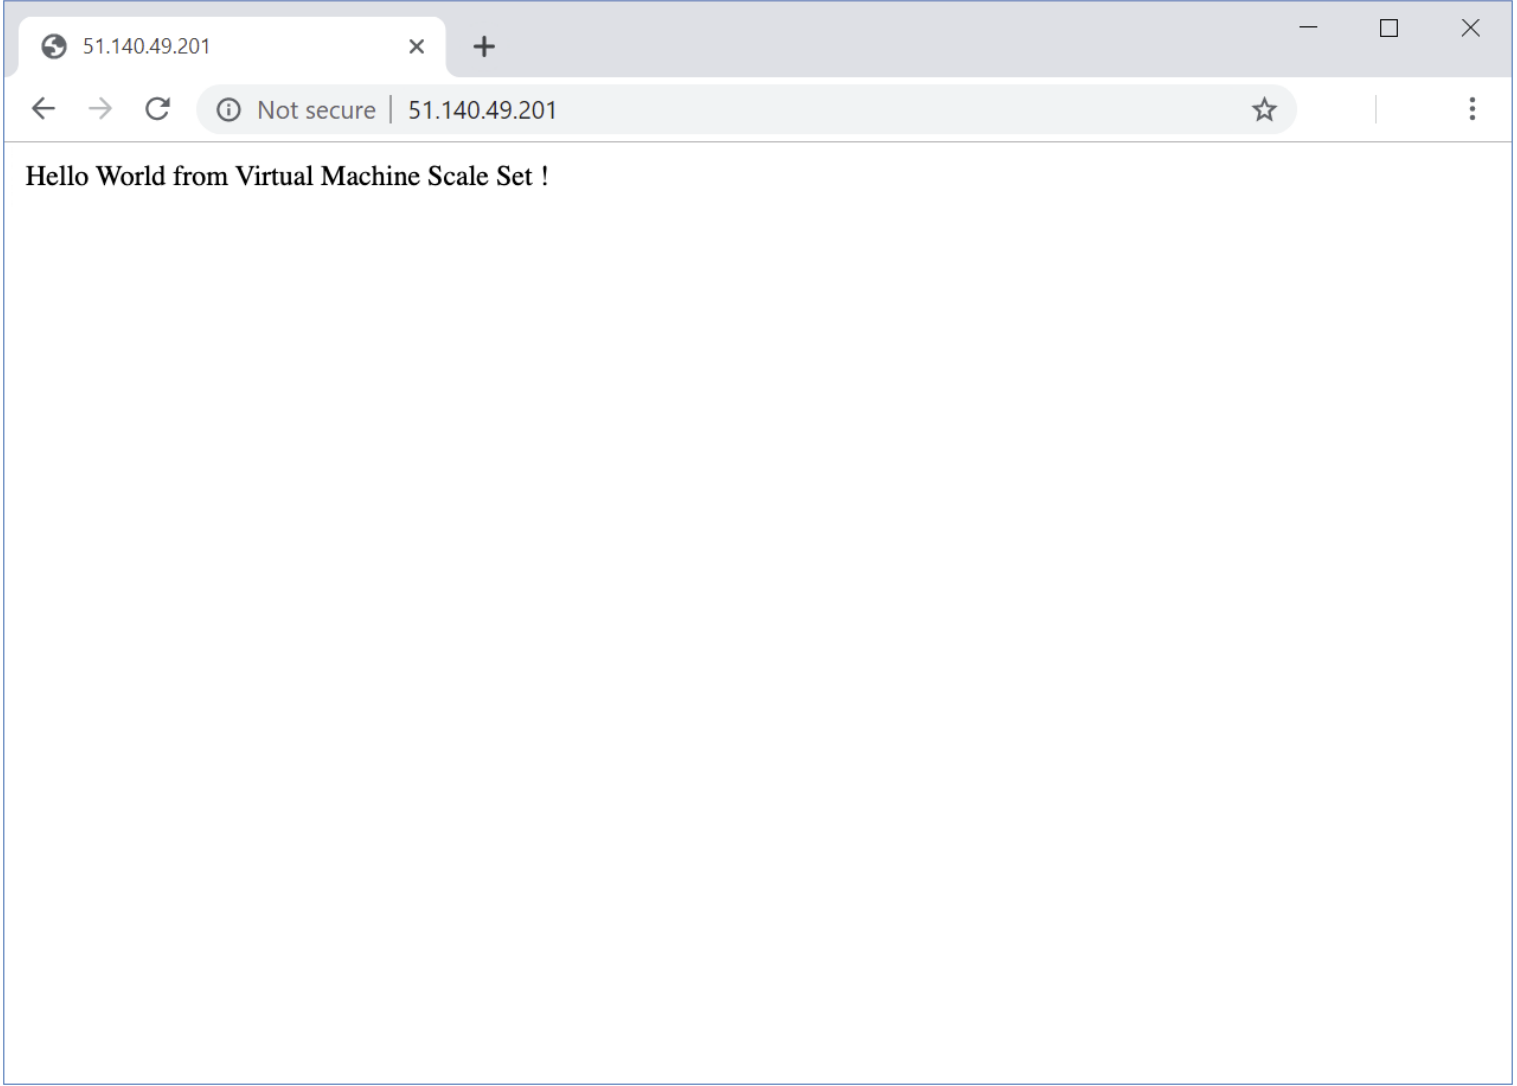 51.140.49.201
Not secure 51.140.49.201
Hello World from Virtual Machine Scale Set !